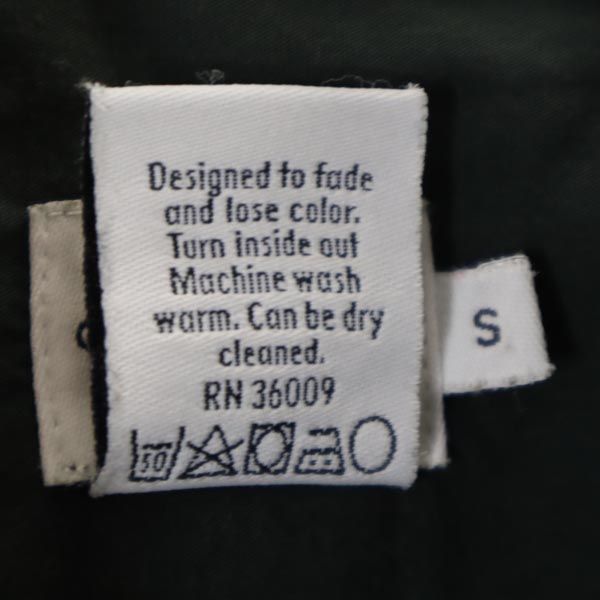 Designed to fade
and lose color.
Turn inside out
Machine wash
warm. Can be dry
cleaned.
RN 36009
50
S